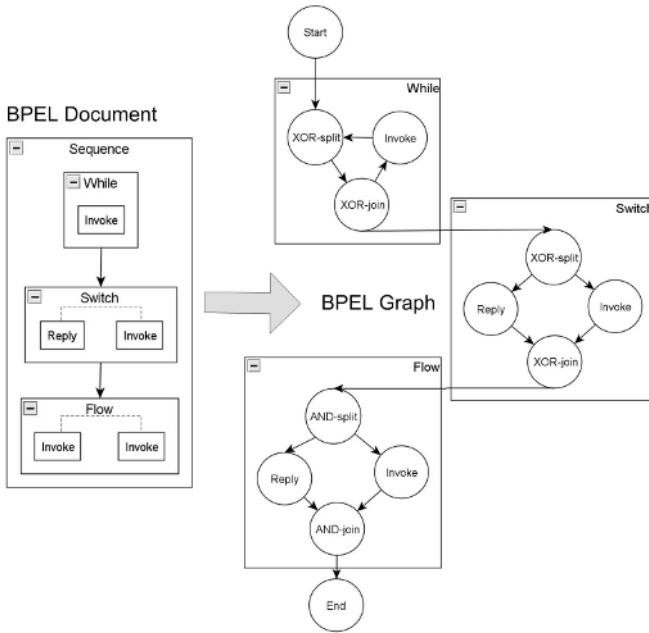 Start
While
XOR-split
Invoke
XOR-join
BPEL Document
Sequence
While
Invoke
Switch
Reply
Invoke
Flow
Invoke
Invoke
BPEL Graph
Switch
XOR-split
Reply
Invoke
XOR-join
Flow
AND-split
Reply
Invoke
AND-join
End